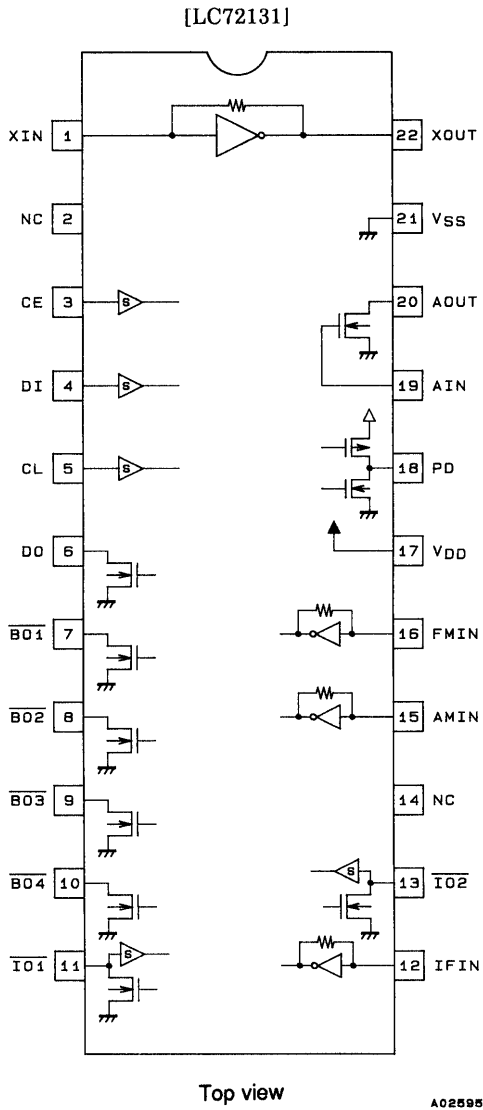 [LC72131]
XIN 1 22 XOUT
NC 2 21 VSS
CE 3 S 20 AOUT
DI 4 S 19 AIN
CL 5 S 18 PD
DO 6 17 VDD
BO1 7 16 FMIN
BO2 8 15 AMIN
BO3 9 14 NC
BO4 10 S 13 IO2
IO1 11 S 12 IFIN
Top view
A02595